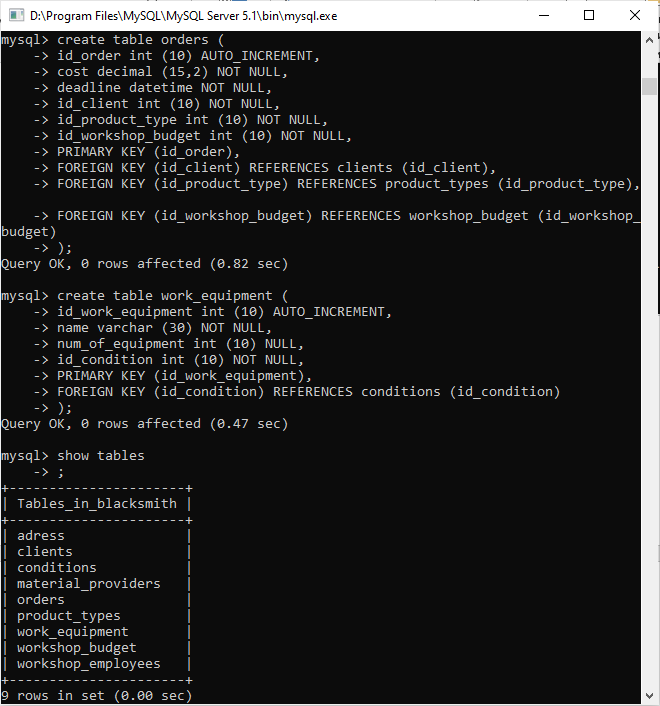 D:\Program Files\MySQL\MySQL Server 5.1\bin\mysql.exe
mysql> create table orders (
    -> id_order int (10) AUTO_INCREMENT,
    -> cost decimal (15,2) NOT NULL,
    -> deadline datetime NOT NULL,
    -> id_client int (10) NOT NULL,
    -> id_product_type int (10) NOT NULL,
    -> id_workshop_budget int (10) NOT NULL,
    -> PRIMARY KEY (id_order),
    -> FOREIGN KEY (id_client) REFERENCES clients (id_client),
    -> FOREIGN KEY (id_product_type) REFERENCES product_types (id_product_type),
    -> FOREIGN KEY (id_workshop_budget) REFERENCES workshop_budget (id_workshop_
budget)
    -> );
Query OK, 0 rows affected (0.82 sec)
mysql> create table work_equipment (
    -> id_work_equipment int (10) AUTO_INCREMENT,
    -> name varchar (30) NOT NULL,
    -> num_of_equipment int (10) NULL,
    -> id_condition int (10) NOT NULL,
    -> PRIMARY KEY (id_work_equipment),
    -> FOREIGN KEY (id_condition) REFERENCES conditions (id_condition)
    -> );
Query OK, 0 rows affected (0.47 sec)
mysql> show tables
    -> ;
+----------------------+
| Tables_in_blacksmith |
+----------------------+
| adress               |
| clients              |
| conditions           |
| material_providers   |
| orders               |
| product_types        |
| work_equipment       |
| workshop_budget      |
| workshop_employees   |
+----------------------+
9 rows in set (0.00 sec)